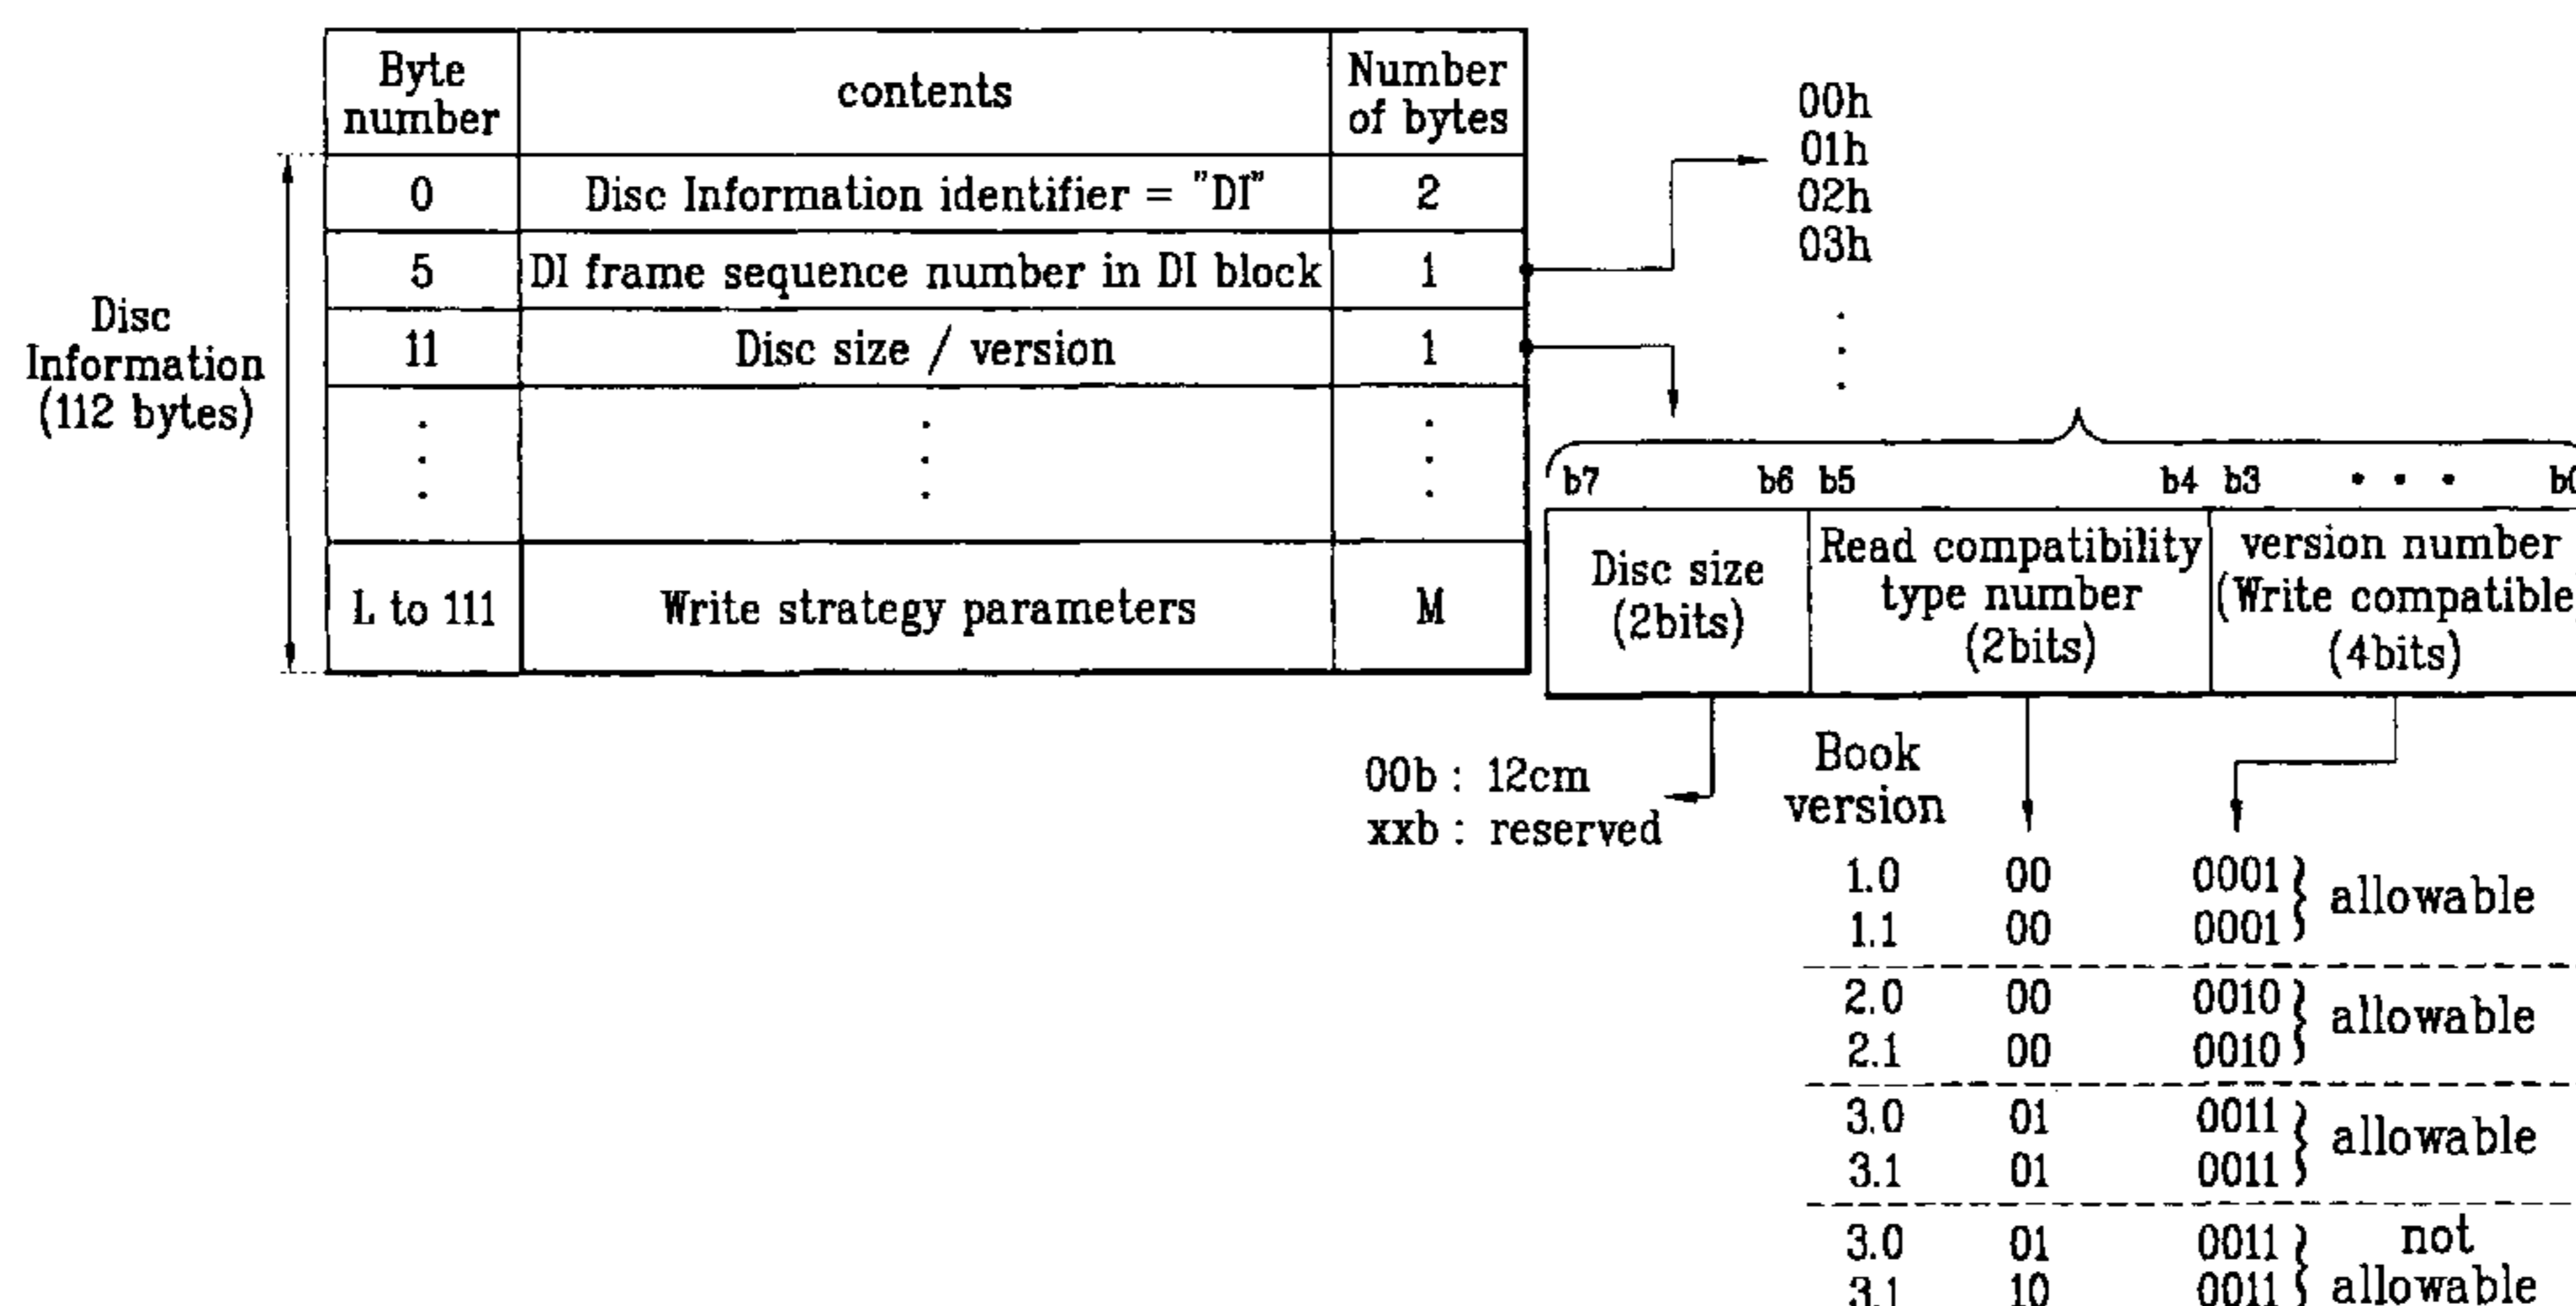 Byte number
contents
Number of bytes
0
Disc Information identifier = "DI"
2
5
DI frame sequence number in DI block
1
11
Disc size / version
1
L to 111
Write strategy parameters
M
Disc
Information
(112 bytes)
00h
01h
02h
03h
b7 b6 b5 b4 b3 • • •
Disc size
(2bits)
Read compatibility
type number
(2bits)
version number
(Write compatible)
(4bits)
00b : 12cm
xxb : reserved
Book
version
1.0 00 0001
1.1 00 0001
allowable
2.0 00 0010
2.1 00 0010
allowable
3.0 01 0011
3.1 01 0011
allowable
3.0 01 0011
3.1 10 0011
not
allowable